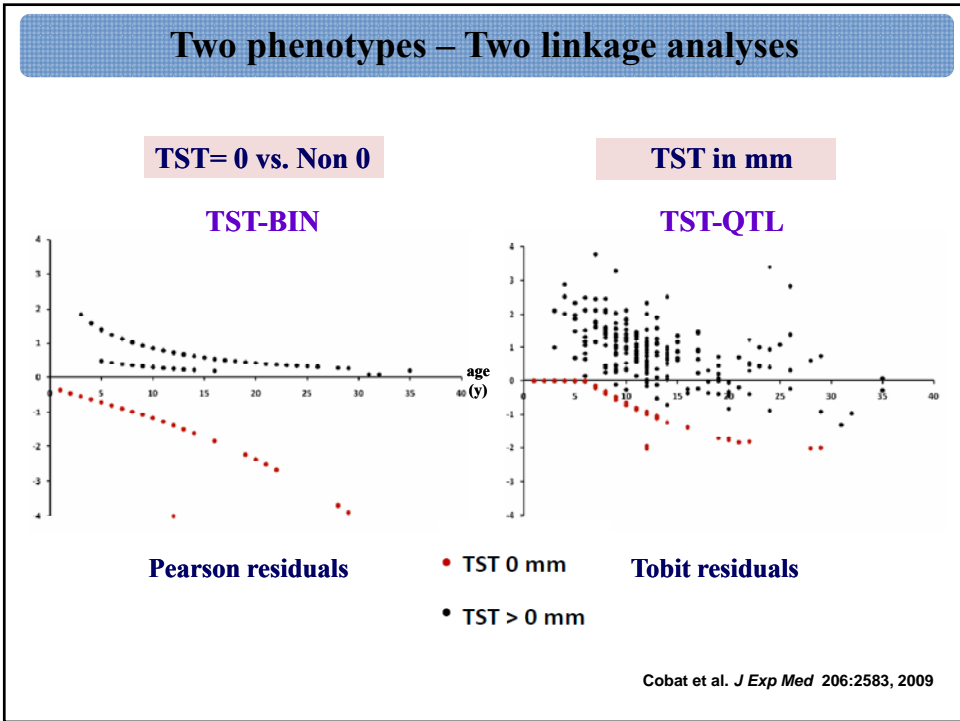 Two phenotypes – Two linkage analyses
TST= 0 vs. Non 0
TST in mm
TST-BIN
TST-QTL
4
3
2
1
0
-1
-2
-3
-4
0 5 10 15 20 25 30 35 40
age
(y)
4
3
2
1
0
-1
-2
-3
-4
0 5 10 15 20 25 30 35 40
Pearson residuals
• TST 0 mm
Tobit residuals
• TST > 0 mm
Cobat et al. J Exp Med 206:2583, 2009